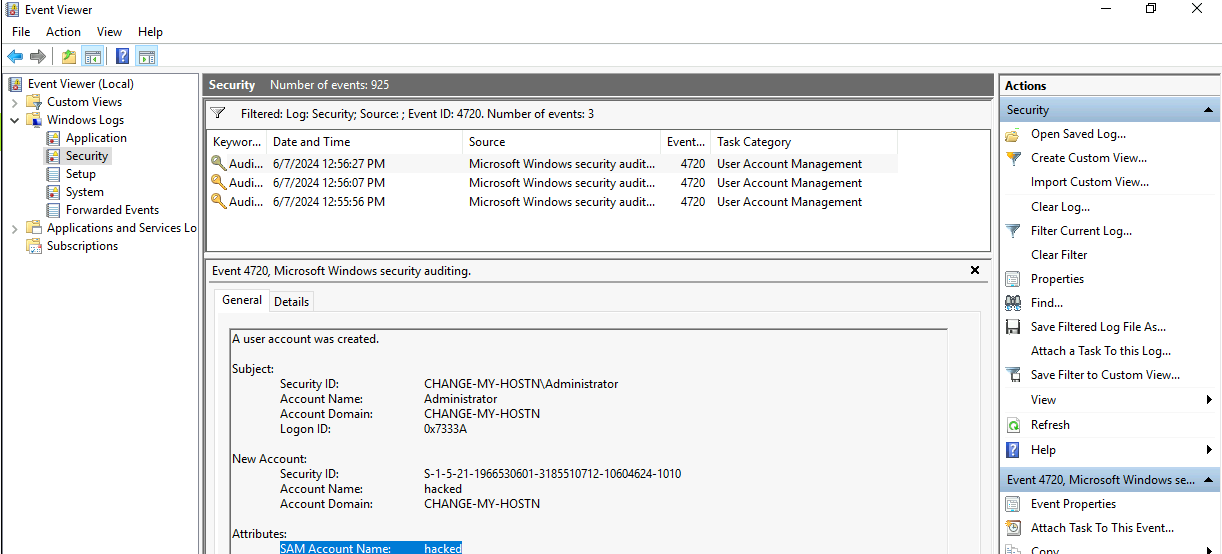 Event Viewer
File Action View Help
Event Viewer (Local)
Custom Views
Windows Logs
Application
Security
Setup
System
Forwarded Events
Applications and Services Lo
Subscriptions
Security Number of events: 925
Filtered: Log: Security; Source: ; Event ID: 4720. Number of events: 3
Keywor... Date and Time Source Event... Task Category
Audi... 6/7/2024 12:56:27 PM Microsoft Windows security audit... 4720 User Account Management
Audi... 6/7/2024 12:56:07 PM Microsoft Windows security audit... 4720 User Account Management
Audi... 6/7/2024 12:55:56 PM Microsoft Windows security audit... 4720 User Account Management
Event 4720, Microsoft Windows security auditing.
General Details
A user account was created.
Subject:
Security ID: CHANGE-MY-HOSTN\Administrator
Account Name: Administrator
Account Domain: CHANGE-MY-HOSTN
Logon ID: 0x7333A
New Account:
Security ID: S-1-5-21-1966530601-3185510712-10604624-1010
Account Name: hacked
Account Domain: CHANGE-MY-HOSTN
Attributes:
SAM Account Name: hacked
Actions
Security
Open Saved Log...
Create Custom View...
Import Custom View...
Clear Log...
Filter Current Log...
Clear Filter
Properties
Find...
Save Filtered Log File As...
Attach a Task To this Log...
Save Filter to Custom View...
View
Refresh
Help
Event 4720, Microsoft Windows se...
Event Properties
Attach Task To This Event...
Copy